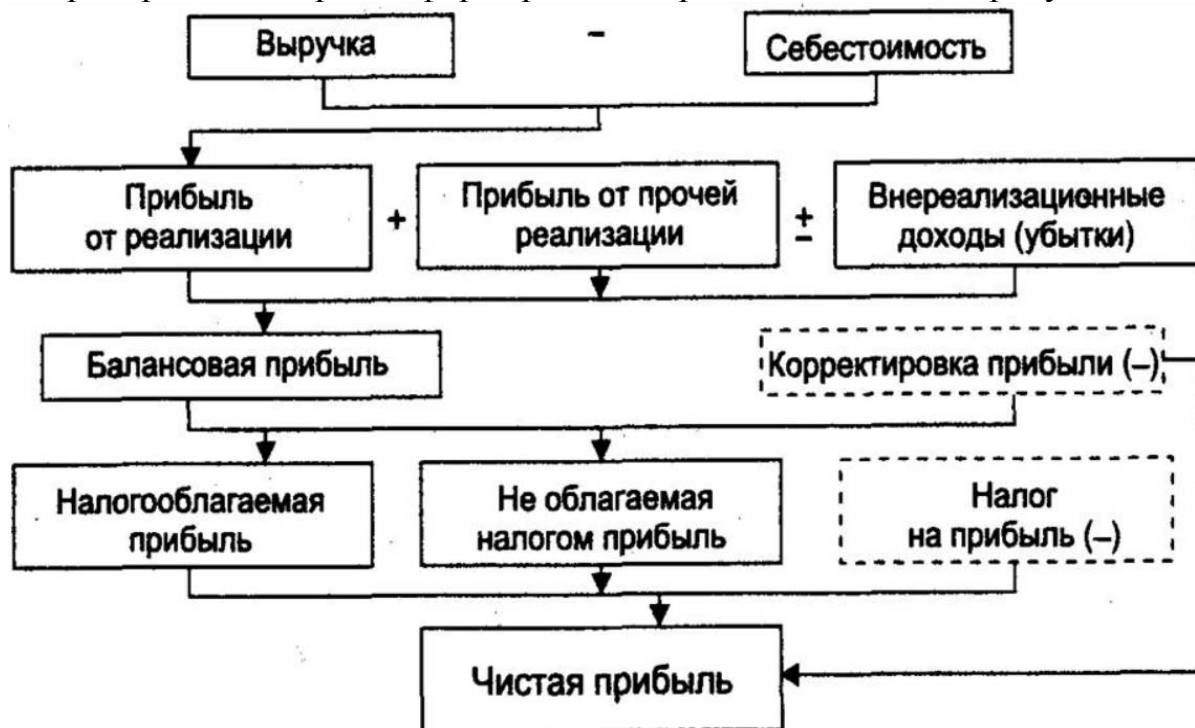 Выручка
–
Себестоимость
Прибыль
от реализации
+
Прибыль от прочей
реализации
±
Внереализационные
доходы (убытки)
Балансовая прибыль
Корректировка прибыли (–)
Налогооблагаемая
прибыль
Не облагаемая
налогом прибыль
Налог
на прибыль (–)
Чистая прибыль